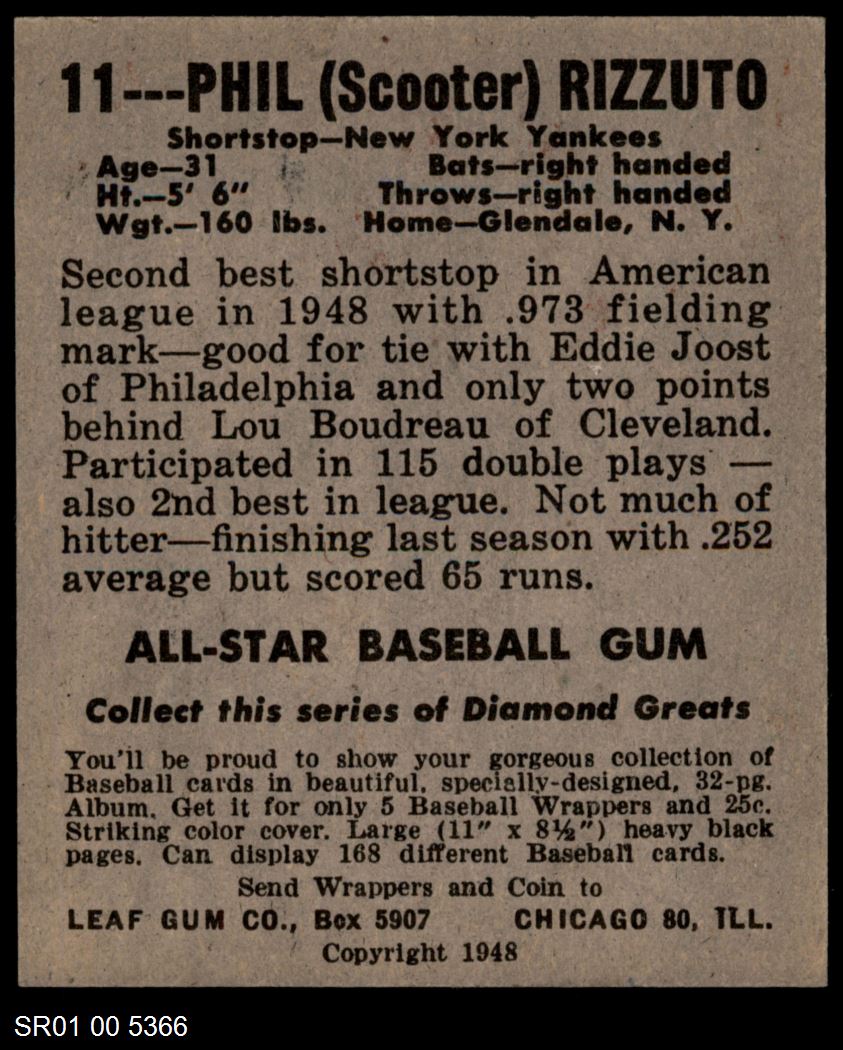 11---PHIL (Scooter) RIZZUTO
Shortstop—New York Yankees
Age—31 Bats—right handed
Ht.—5' 6" Throws—right handed
Wgt.—160 lbs. Home—Glendale, N. Y.
Second best shortstop in American
league in 1948 with .973 fielding
mark—good for tie with Eddie Joost
of Philadelphia and only two points
behind Lou Boudreau of Cleveland.
Participated in 115 double plays —
also 2nd best in league. Not much of
hitter—finishing last season with .252
average but scored 65 runs.
ALL-STAR BASEBALL GUM
Collect this series of Diamond Greats
You'll be proud to show your gorgeous collection of
Baseball cards in beautiful, specially-designed, 32-pg.
Album. Get it for only 5 Baseball Wrappers and 25c.
Striking color cover. Large (11" x 8½") heavy black
pages. Can display 168 different Baseball cards.
Send Wrappers and Coin to
LEAF GUM CO., Box 5907 CHICAGO 80, ILL.
Copyright 1948
SR01 00 5366